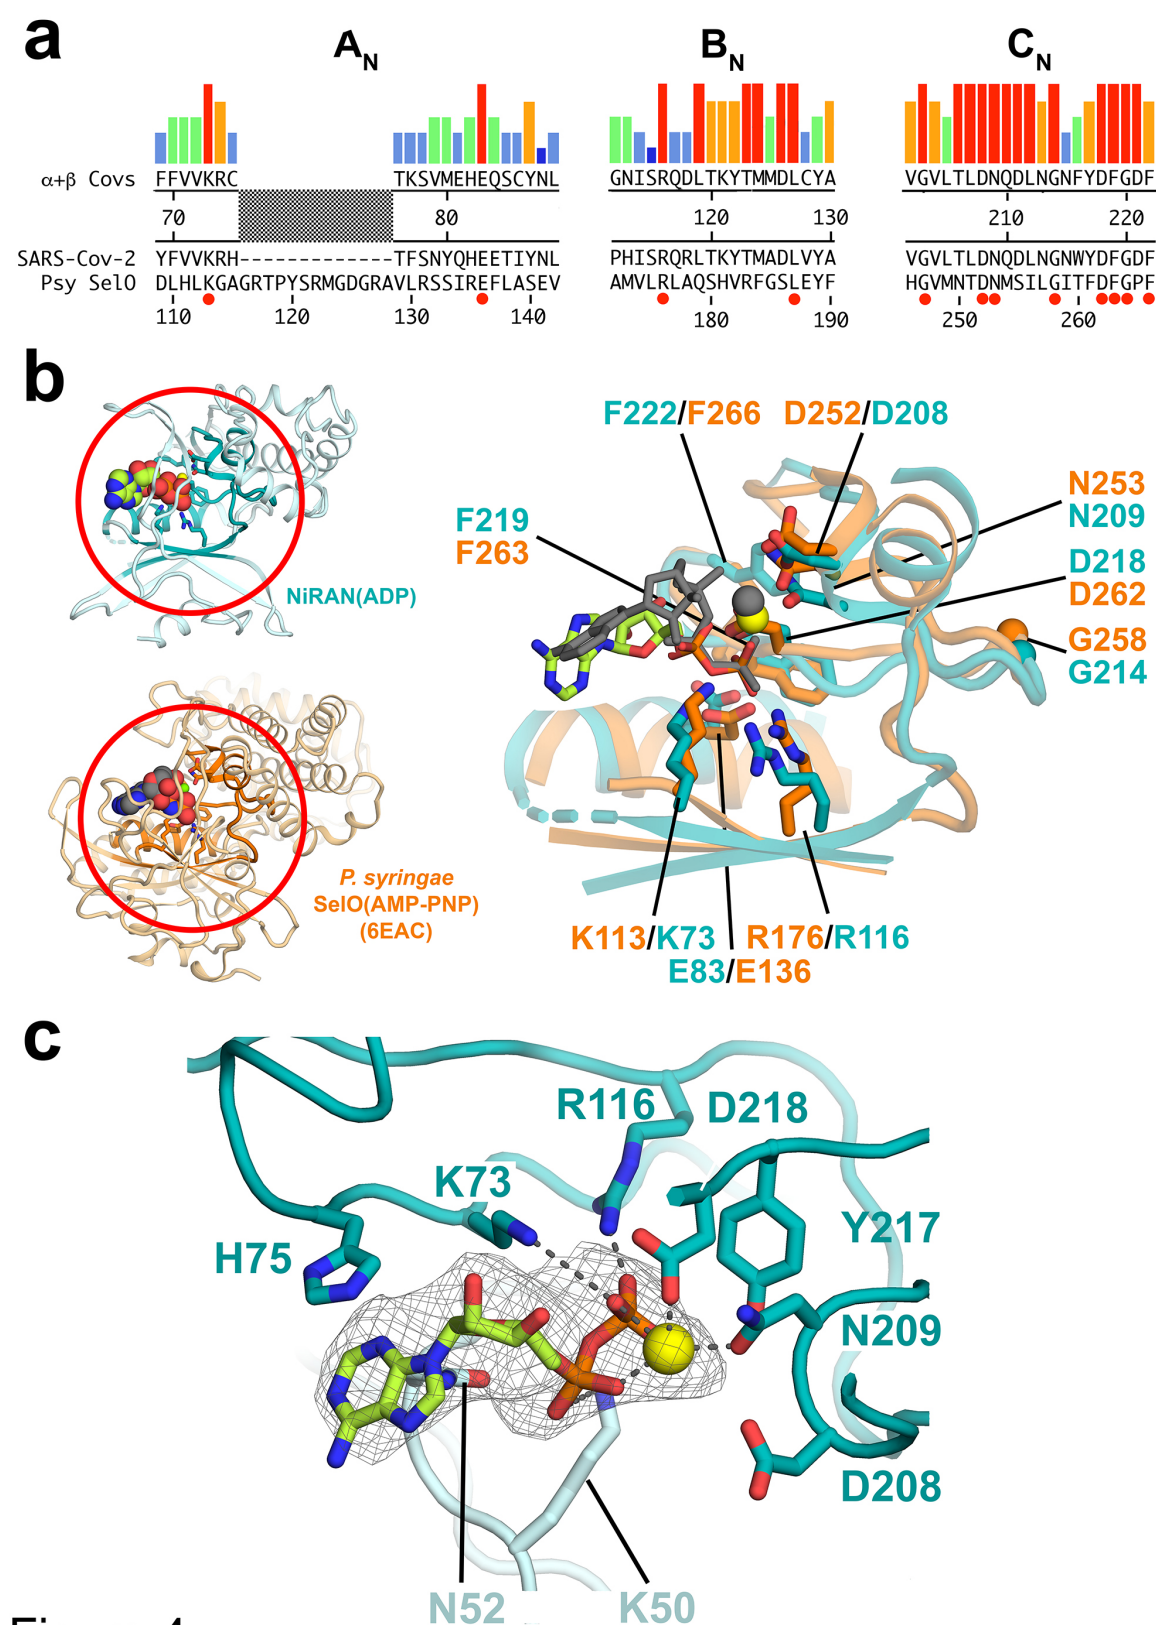 a
A_N B_N C_N
α+β Covs FFVVKRC TKSVMEHEQSCYNL GNISRQDLTKYTMMDLCYA VGVLTLDNQDLNGNFYDFGDF
70 80 120 130 210 220
SARS-Cov-2 YFVVKRH-------------TFSNYQHEETIYNL PHISRQRLTKYTMADLVYA VGVLTLDNQDLNGNWYDFGDF
Psy SelO DLHLKGAGRTPYSRMGDGRAVLRSSIREFLASEV AMVLRLAQSHVRFGSLEYF HGVMNTDNMSILGITFDFGPF
110 120 130 140 180 190 250 260
b
NiRAN(ADP)
P. syringae
SelO(AMP-PNP)
(6EAC)
F222/F266 D252/D208
N253
N209
F219
F263
D218
D262
G258
G214
K113/K73 R176/R116
E83/E136
c
R116 D218
K73
Y217
H75
N209
D208
N52 K50